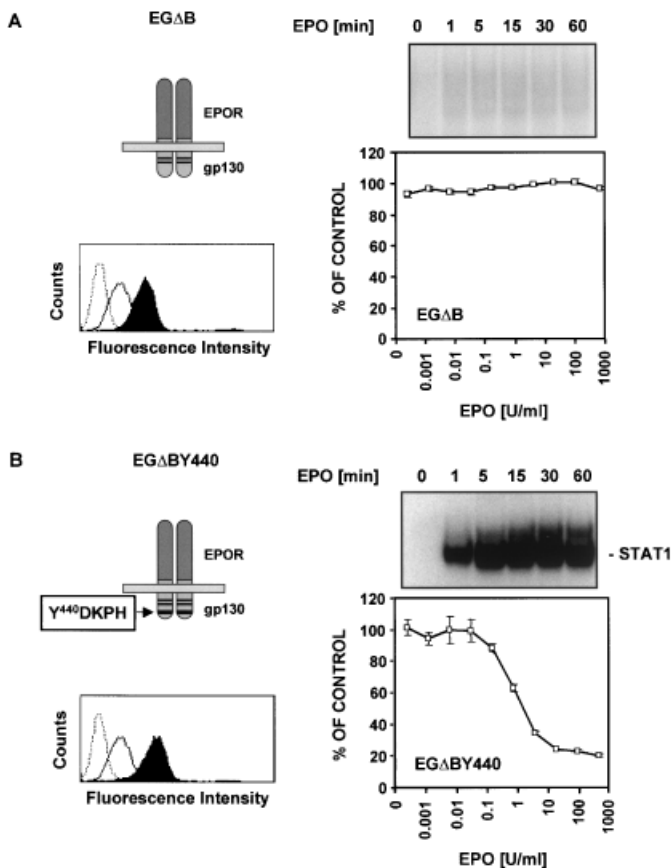 A
EGΔB
EPO [min] 0 1 5 15 30 60
EPOR
gp130
Counts
Fluorescence Intensity
% OF CONTROL
120
100
80
60
40
20
0
EGΔB
0 0.001 0.01 0.1 1 10 100 1000
EPO [U/ml]
B
EGΔBY440
EPO [min] 0 1 5 15 30 60
- STAT1
EPOR
Y⁴⁴⁰DKPH
gp130
Counts
Fluorescence Intensity
% OF CONTROL
120
100
80
60
40
20
0
EGΔBY440
0 0.001 0.01 0.1 1 10 100 1000
EPO [U/ml]